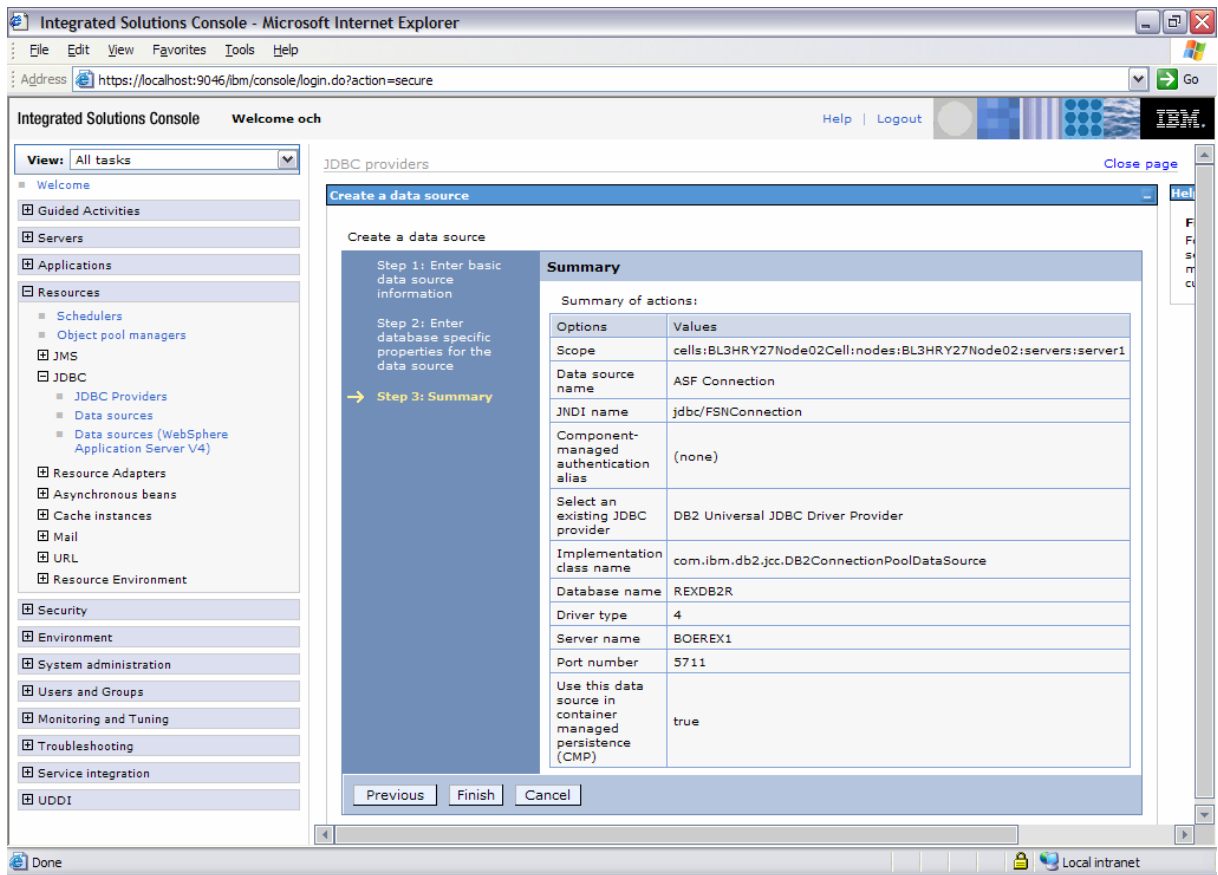 Integrated Solutions Console - Microsoft Internet Explorer
File Edit View Favorites Tools Help
Address https://localhost:9046/ibm/console/login.do?action=secure Go
Integrated Solutions Console Welcome och Help | Logout IBM.
View: All tasks
Welcome
Guided Activities
Servers
Applications
Resources
Schedulers
Object pool managers
JMS
JDBC
JDBC Providers
Data sources
Data sources (WebSphere
Application Server V4)
Resource Adapters
Asynchronous beans
Cache instances
Mail
URL
Resource Environment
Security
Environment
System administration
Users and Groups
Monitoring and Tuning
Troubleshooting
Service integration
UDDI
JDBC providers Close page
Create a data source
Create a data source
Step 1: Enter basic
data source
information
Step 2: Enter
database specific
properties for the
data source
Step 3: Summary
Summary
Summary of actions:
Options Values
Scope cells:BL3HRY27Node02Cell:nodes:BL3HRY27Node02:servers:server1
Data source
name ASF Connection
JNDI name jdbc/FSNConnection
Component-
managed
authentication
alias (none)
Select an
existing JDBC
provider DB2 Universal JDBC Driver Provider
Implementation
class name com.ibm.db2.jcc.DB2ConnectionPoolDataSource
Database name REXDB2R
Driver type 4
Server name BOEREX1
Port number 5711
Use this data
source in
container
managed
persistence
(CMP) true
Previous Finish Cancel
Done Local intranet